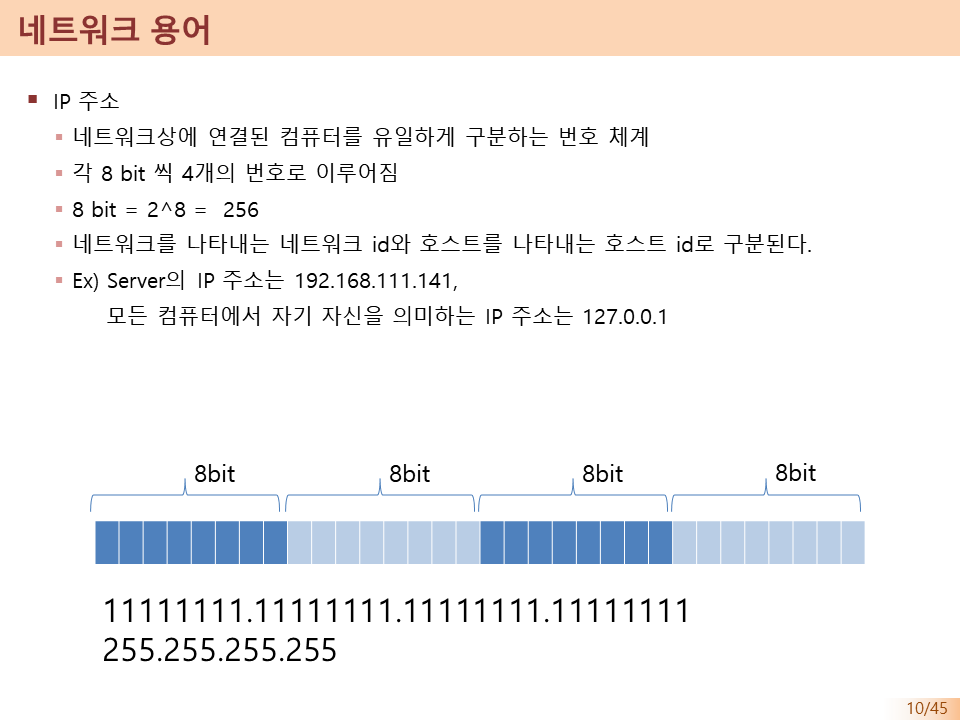 네트워크 용어
IP 주소
네트워크상에 연결된 컴퓨터를 유일하게 구분하는 번호 체계
각 8 bit 씩 4개의 번호로 이루어짐
8 bit = 2^8 = 256
네트워크를 나타내는 네트워크 id와 호스트를 나타내는 호스트 id로 구분된다.
Ex) Server의 IP 주소는 192.168.111.141,
모든 컴퓨터에서 자기 자신을 의미하는 IP 주소는 127.0.0.1
8bit 8bit 8bit 8bit
11111111.11111111.11111111.11111111
255.255.255.255
10/45